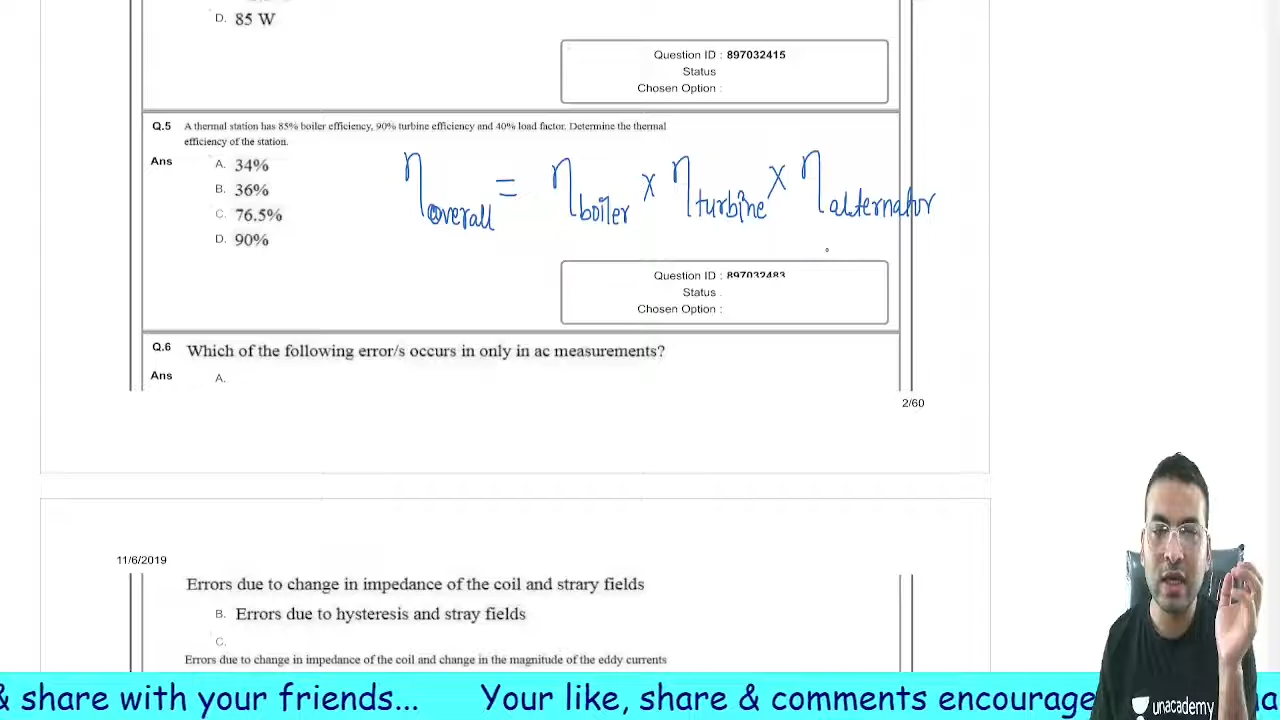 D. 85 W
Question ID : 897032415
Status
Chosen Option :
Q.5 A thermal station has 85% boiler efficiency, 90% turbine efficiency and 40% load factor. Determine the thermal
efficiency of the station.
Ans A. 34%
B. 36%
C. 76.5%
D. 90%
η overall = η boiler × η turbine × η alternator
Question ID : 897032483
Status
Chosen Option :
Q.6 Which of the following error/s occurs in only in ac measurements?
Ans A.
2/60
11/6/2019
Errors due to change in impedance of the coil and strary fields
B. Errors due to hysteresis and stray fields
C.
Errors due to change in impedance of the coil and change in the magnitude of the eddy currents
& share with your friends... Your like, share & comments encourage
unacademy